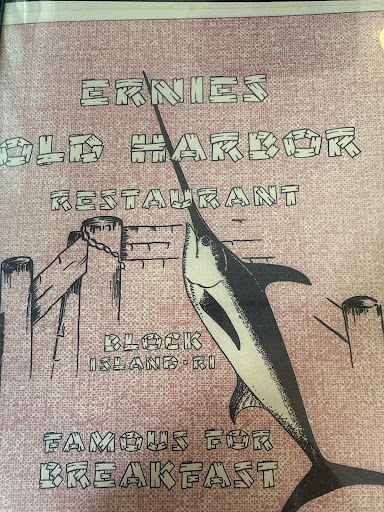 ERNIES
OLD HARBOR
RESTAURANT
BLOCK
ISLAND·RI
FAMOUS FOR
BREAKFAST